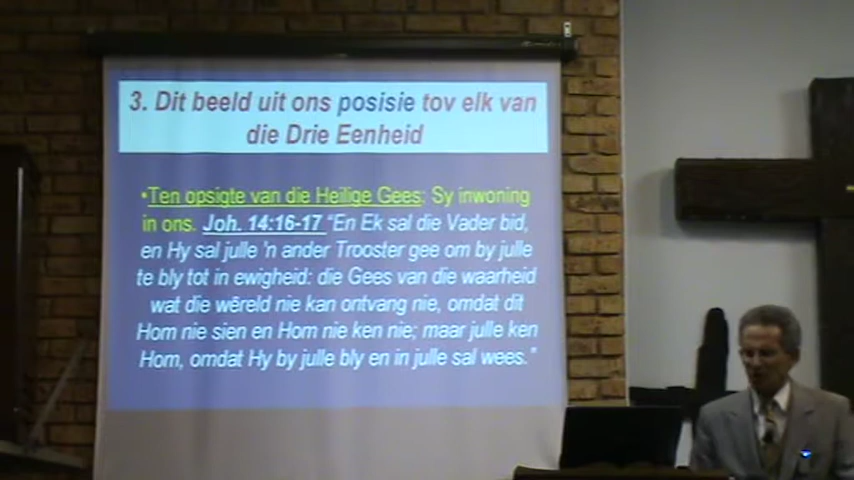 3. Dit beeld uit ons posisie tov elk van
die Drie Eenheid
•Ten opsigte van die Heilige Gees; Sy inwoning
in ons. Joh. 14:16-17 “En Ek sal die Vader bid,
en Hy sal julle 'n ander Trooster gee om by julle
te bly tot in ewigheid: die Gees van die waarheid
wat die wêreld nie kan ontvang nie, omdat dit
Hom nie sien en Hom nie ken nie; maar julle ken
Hom, omdat Hy by julle bly en in julle sal wees.”